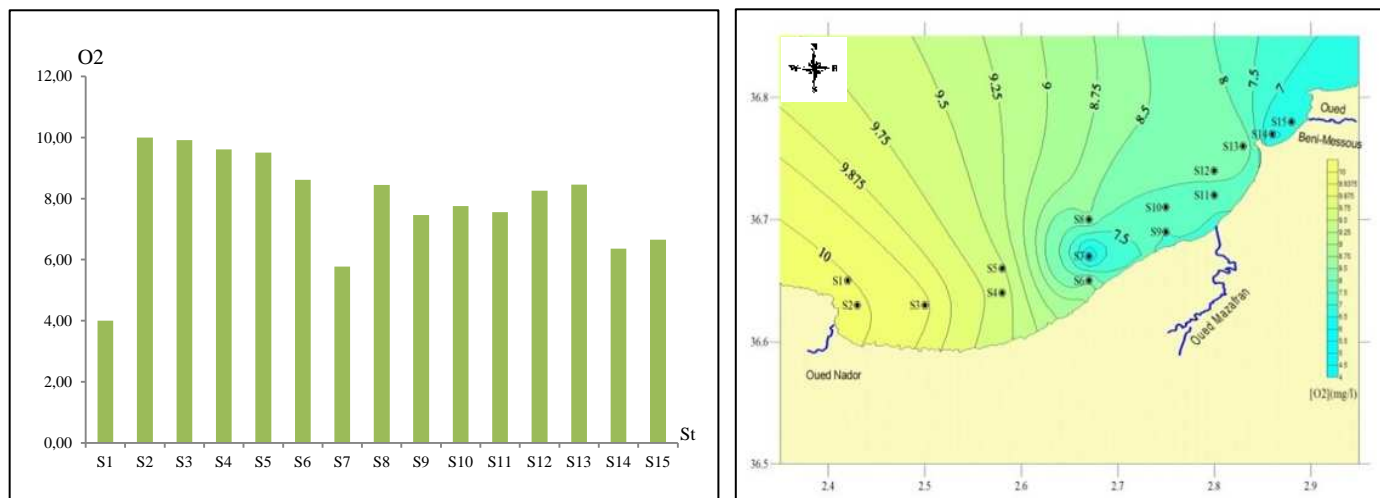 O2
12,00
10,00
8,00
6,00
4,00
2,00
0,00
St
S1 S2 S3 S4 S5 S6 S7 S8 S9 S10 S11 S12 S13 S14 S15
36.8
36.7
36.6
36.5
2.4 2.5 2.6 2.7 2.8 2.9
10
9.875
9.75
9.5
9.25
9
8.75
8.5
8
7.5
7
7.5
S1
S2
S3
S4
S5
S6
S7
S8
S9
S10
S11
S12
S13
S14
S15
Oued
Beni-Messous
Oued Mazafran
Oued Nador
10
9.9375
9.875
[O2](mg/l)